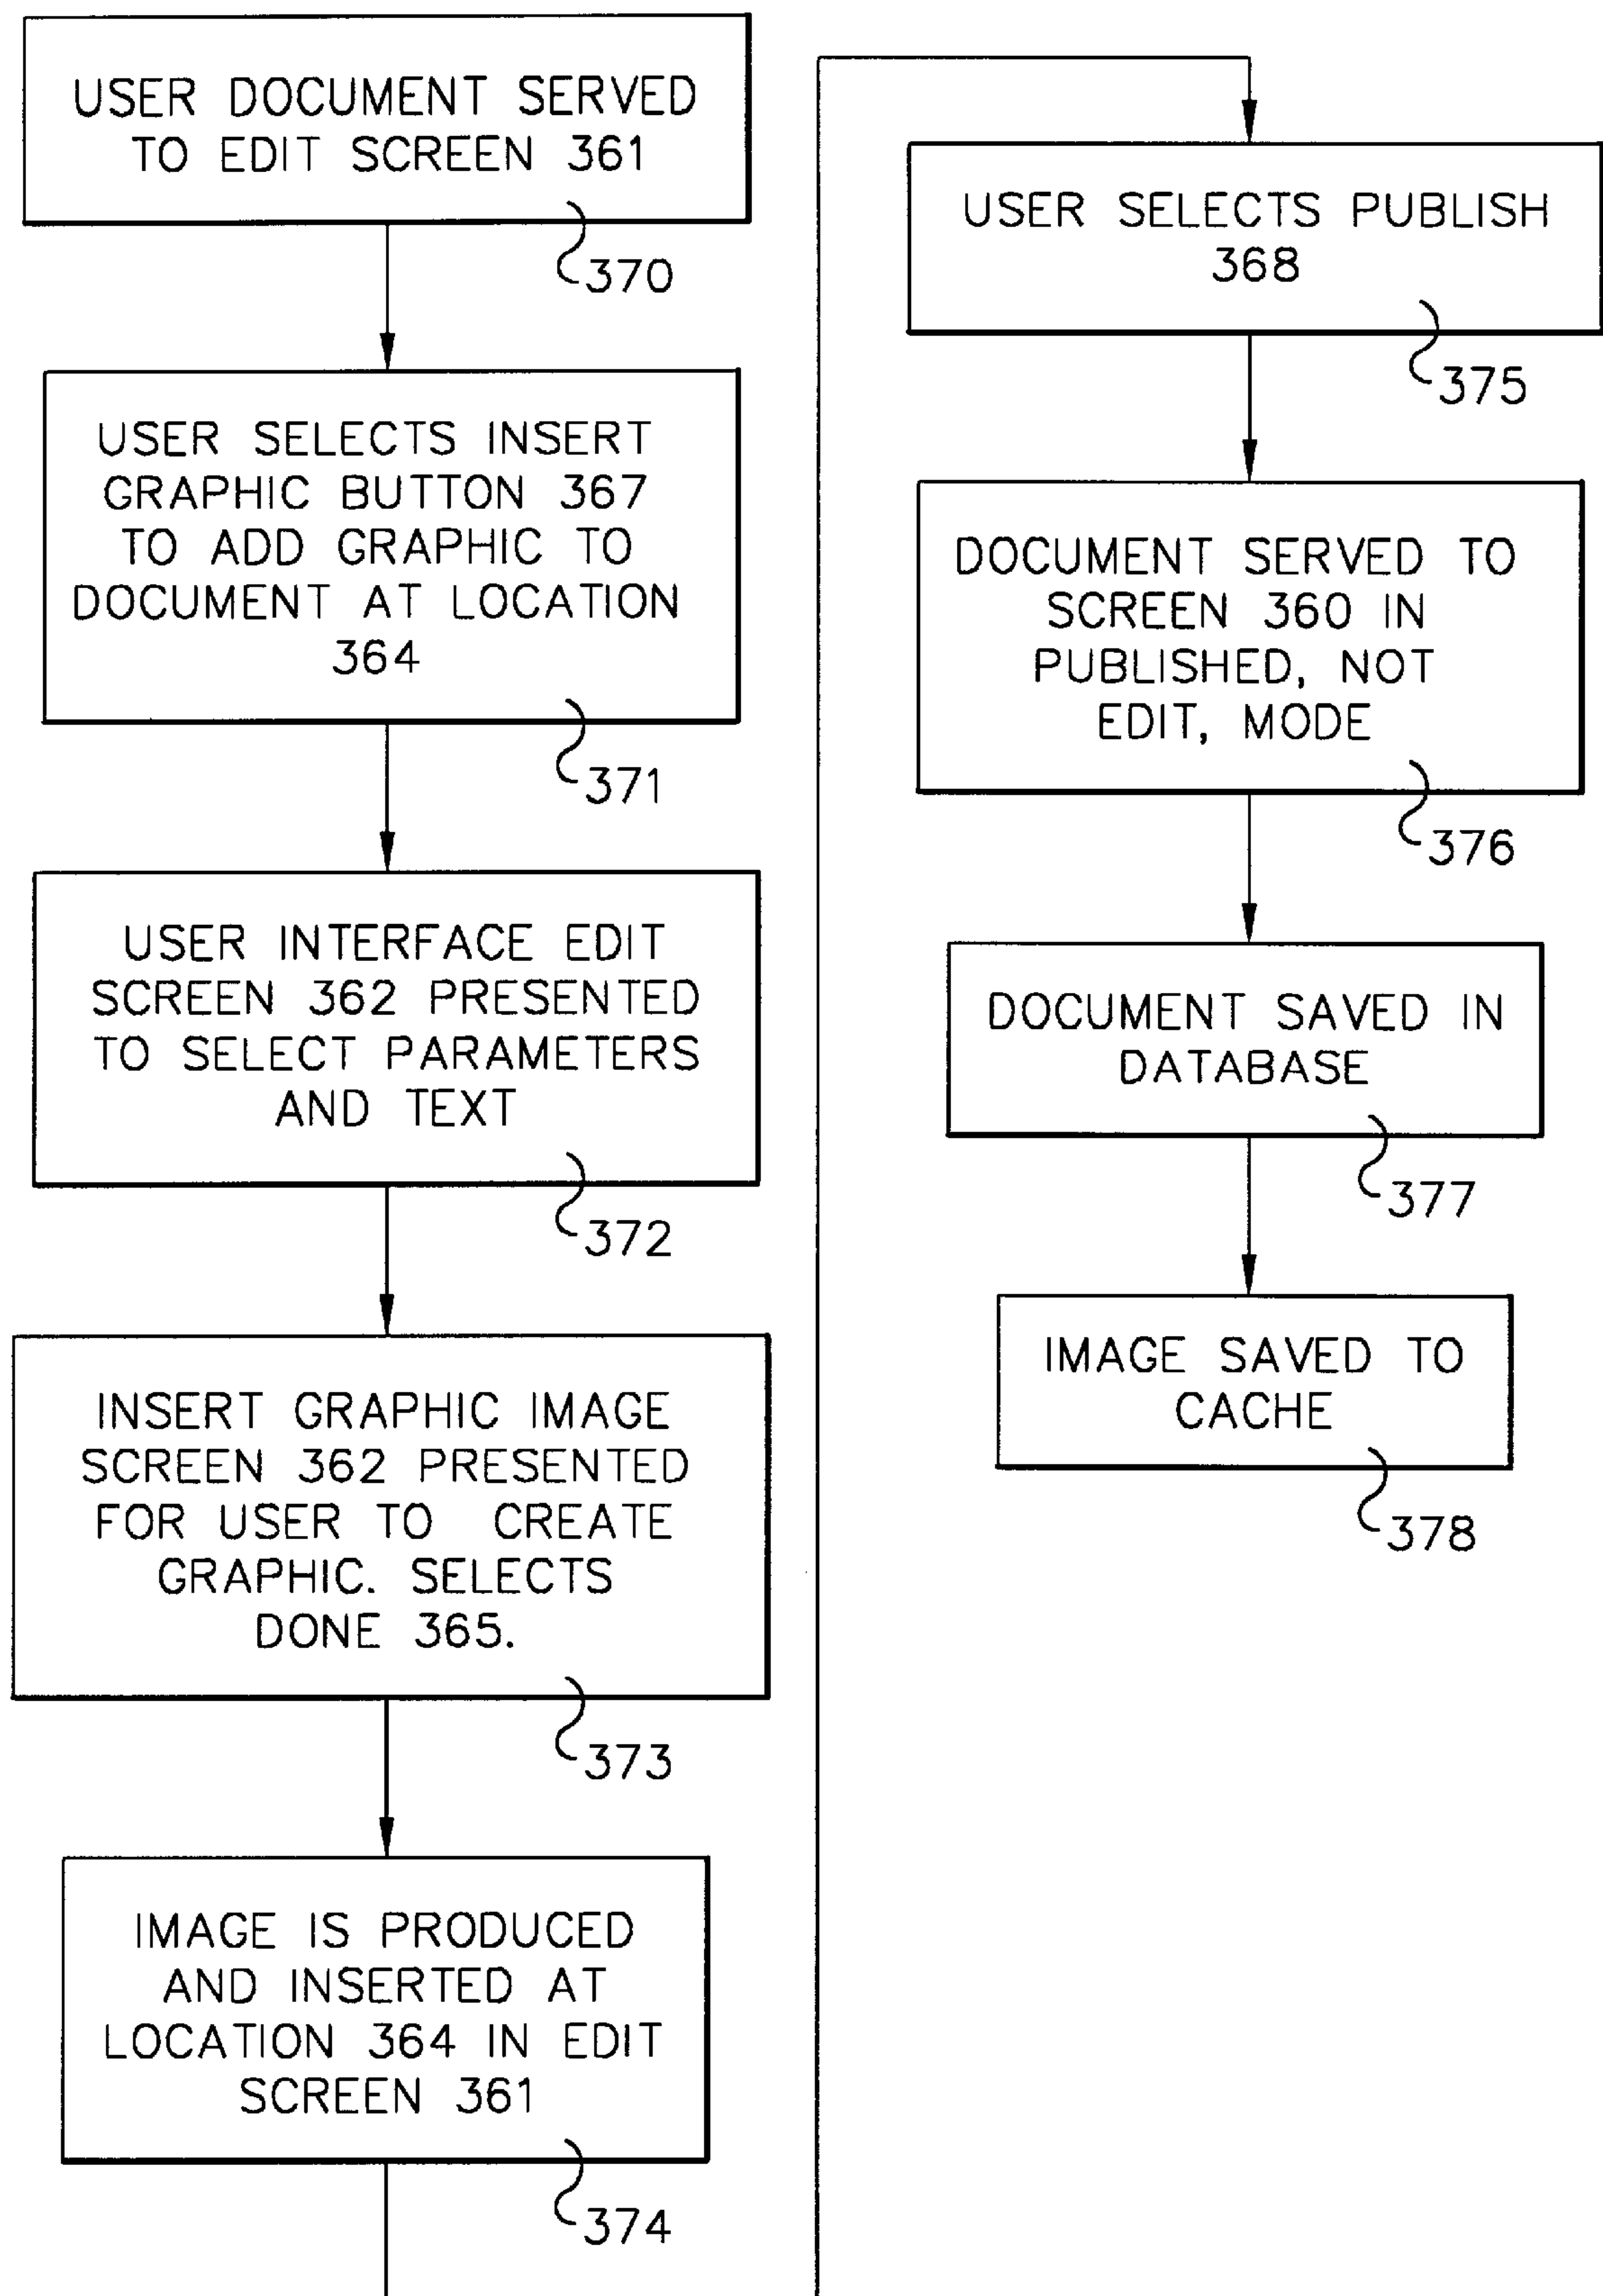 USER DOCUMENT SERVED
TO EDIT SCREEN 361
370
USER SELECTS INSERT
GRAPHIC BUTTON 367
TO ADD GRAPHIC TO
DOCUMENT AT LOCATION
364
371
USER INTERFACE EDIT
SCREEN 362 PRESENTED
TO SELECT PARAMETERS
AND TEXT
372
INSERT GRAPHIC IMAGE
SCREEN 362 PRESENTED
FOR USER TO CREATE
GRAPHIC. SELECTS
DONE 365.
373
IMAGE IS PRODUCED
AND INSERTED AT
LOCATION 364 IN EDIT
SCREEN 361
374
USER SELECTS PUBLISH
368
375
DOCUMENT SERVED TO
SCREEN 360 IN
PUBLISHED, NOT
EDIT, MODE
376
DOCUMENT SAVED IN
DATABASE
377
IMAGE SAVED TO
CACHE
378